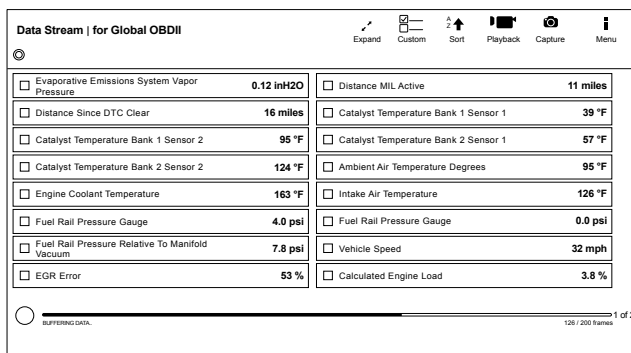 Data Stream | for Global OBDII
Expand
Custom
A
Z
Sort
Playback
Capture
Menu
Evaporative Emissions System Vapor
Pressure
0.12 inH2O
Distance MIL Active
11 miles
Distance Since DTC Clear
16 miles
Catalyst Temperature Bank 1 Sensor 1
39 °F
Catalyst Temperature Bank 1 Sensor 2
95 °F
Catalyst Temperature Bank 2 Sensor 1
57 °F
Catalyst Temperature Bank 2 Sensor 2
124 °F
Ambient Air Temperature Degrees
95 °F
Engine Coolant Temperature
163 °F
Intake Air Temperature
126 °F
Fuel Rail Pressure Gauge
4.0 psi
Fuel Rail Pressure Gauge
0.0 psi
Fuel Rail Pressure Relative To Manifold
Vacuum
7.8 psi
Vehicle Speed
32 mph
EGR Error
53 %
Calculated Engine Load
3.8 %
1 of 2
BUFFERING DATA..
126 / 200 frames